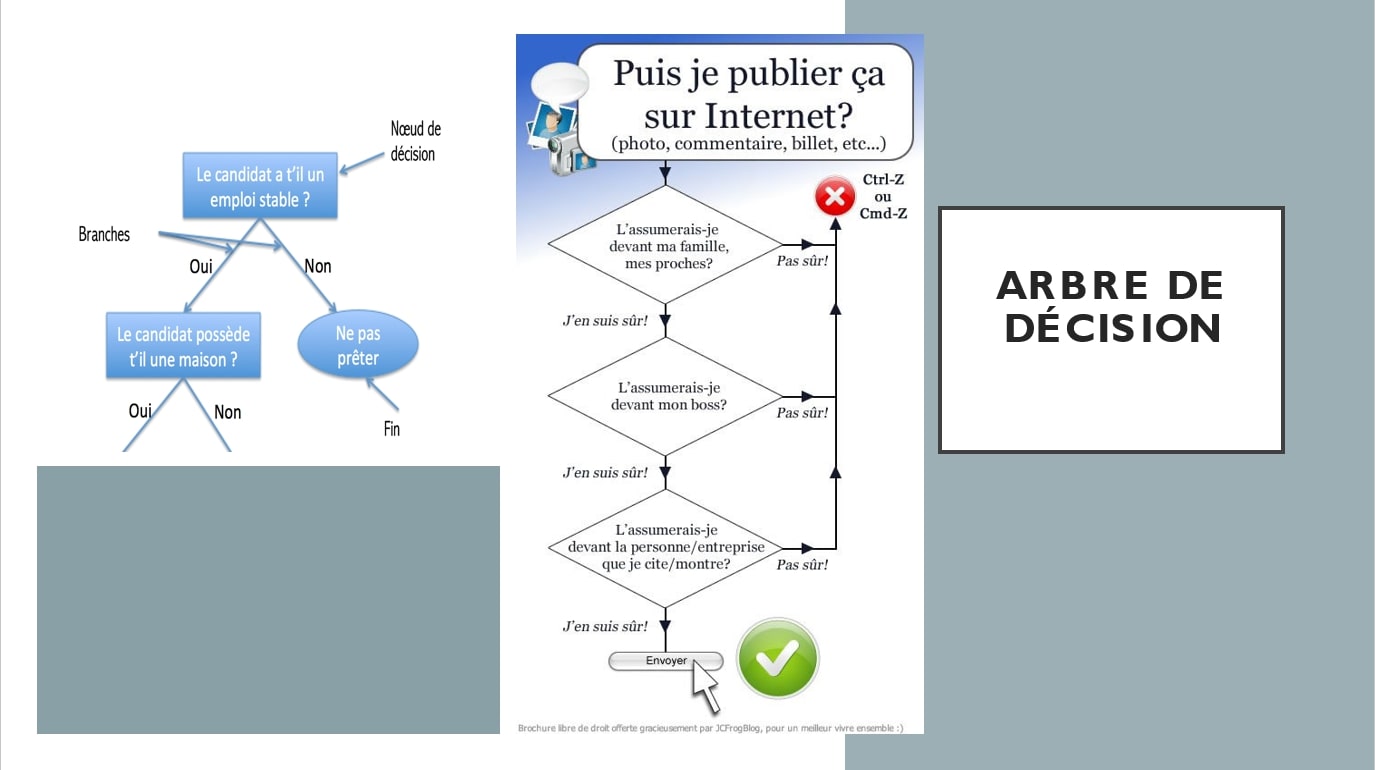 Nœud de
décision
Le candidat a t'il un
emploi stable ?
Branches
Oui
Non
Le candidat possède
t'il une maison ?
Ne pas
prêter
Oui
Non
Fin
Puis je publier ça
sur Internet?
(photo, commentaire, billet, etc...)
Ctrl-Z
ou
Cmd-Z
L'assumerais-je
devant ma famille,
mes proches?
Pas sûr!
J'en suis sûr!
L'assumerais-je
devant mon boss?
Pas sûr!
J'en suis sûr!
L'assumerais-je
devant la personne/entreprise
que je cite/montre?
Pas sûr!
J'en suis sûr!
Envoyer
Brochure libre de droit offerte gracieusement par JCFrogBlog, pour un meilleur vivre ensemble :)
ARBRE DE
DÉCISION